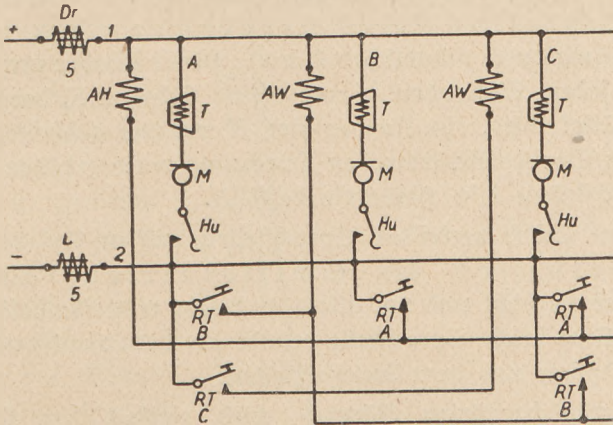 Dr
+ 5 1 A B C
AH T AW T AW T
M M M
Hu Hu Hu
L
- 5 2
RT B RT A RT A
RT C RT B